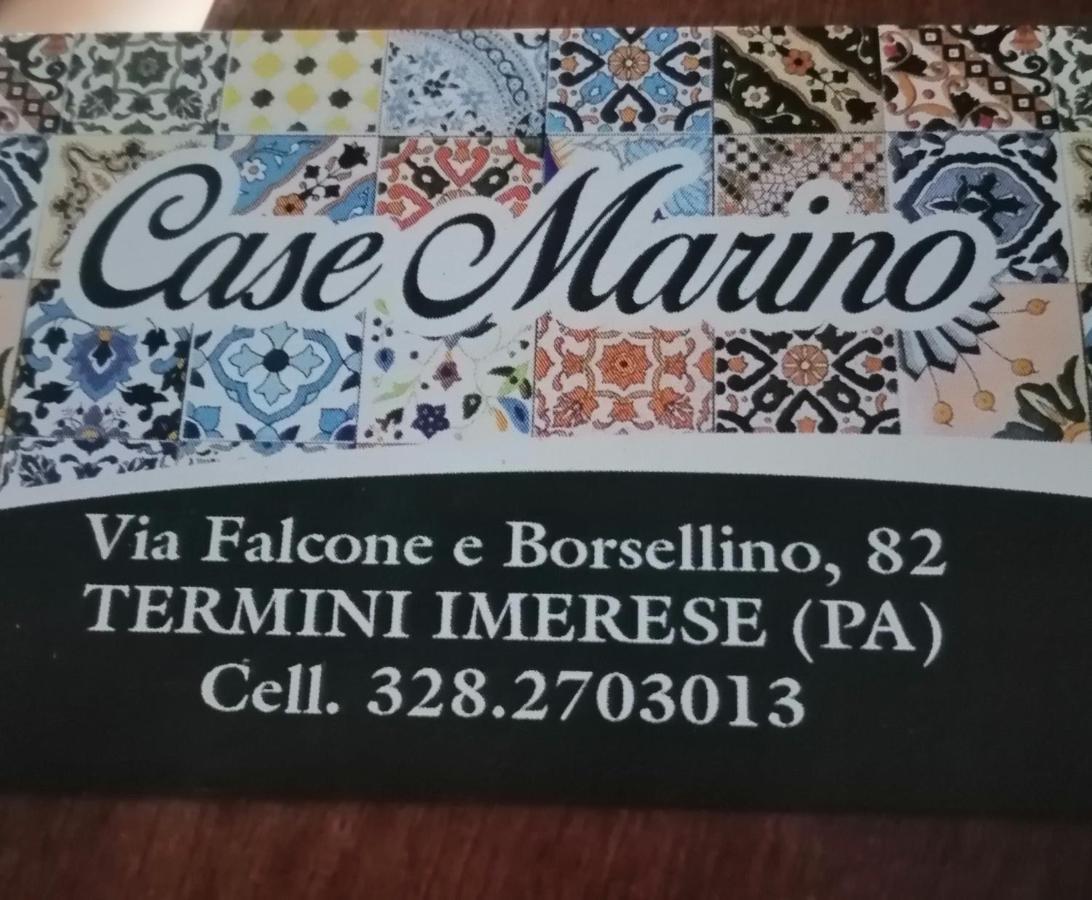 Case Marino
Via Falcone e Borsellino, 82
TERMINI IMERESE (PA)
Cell. 328.2703013